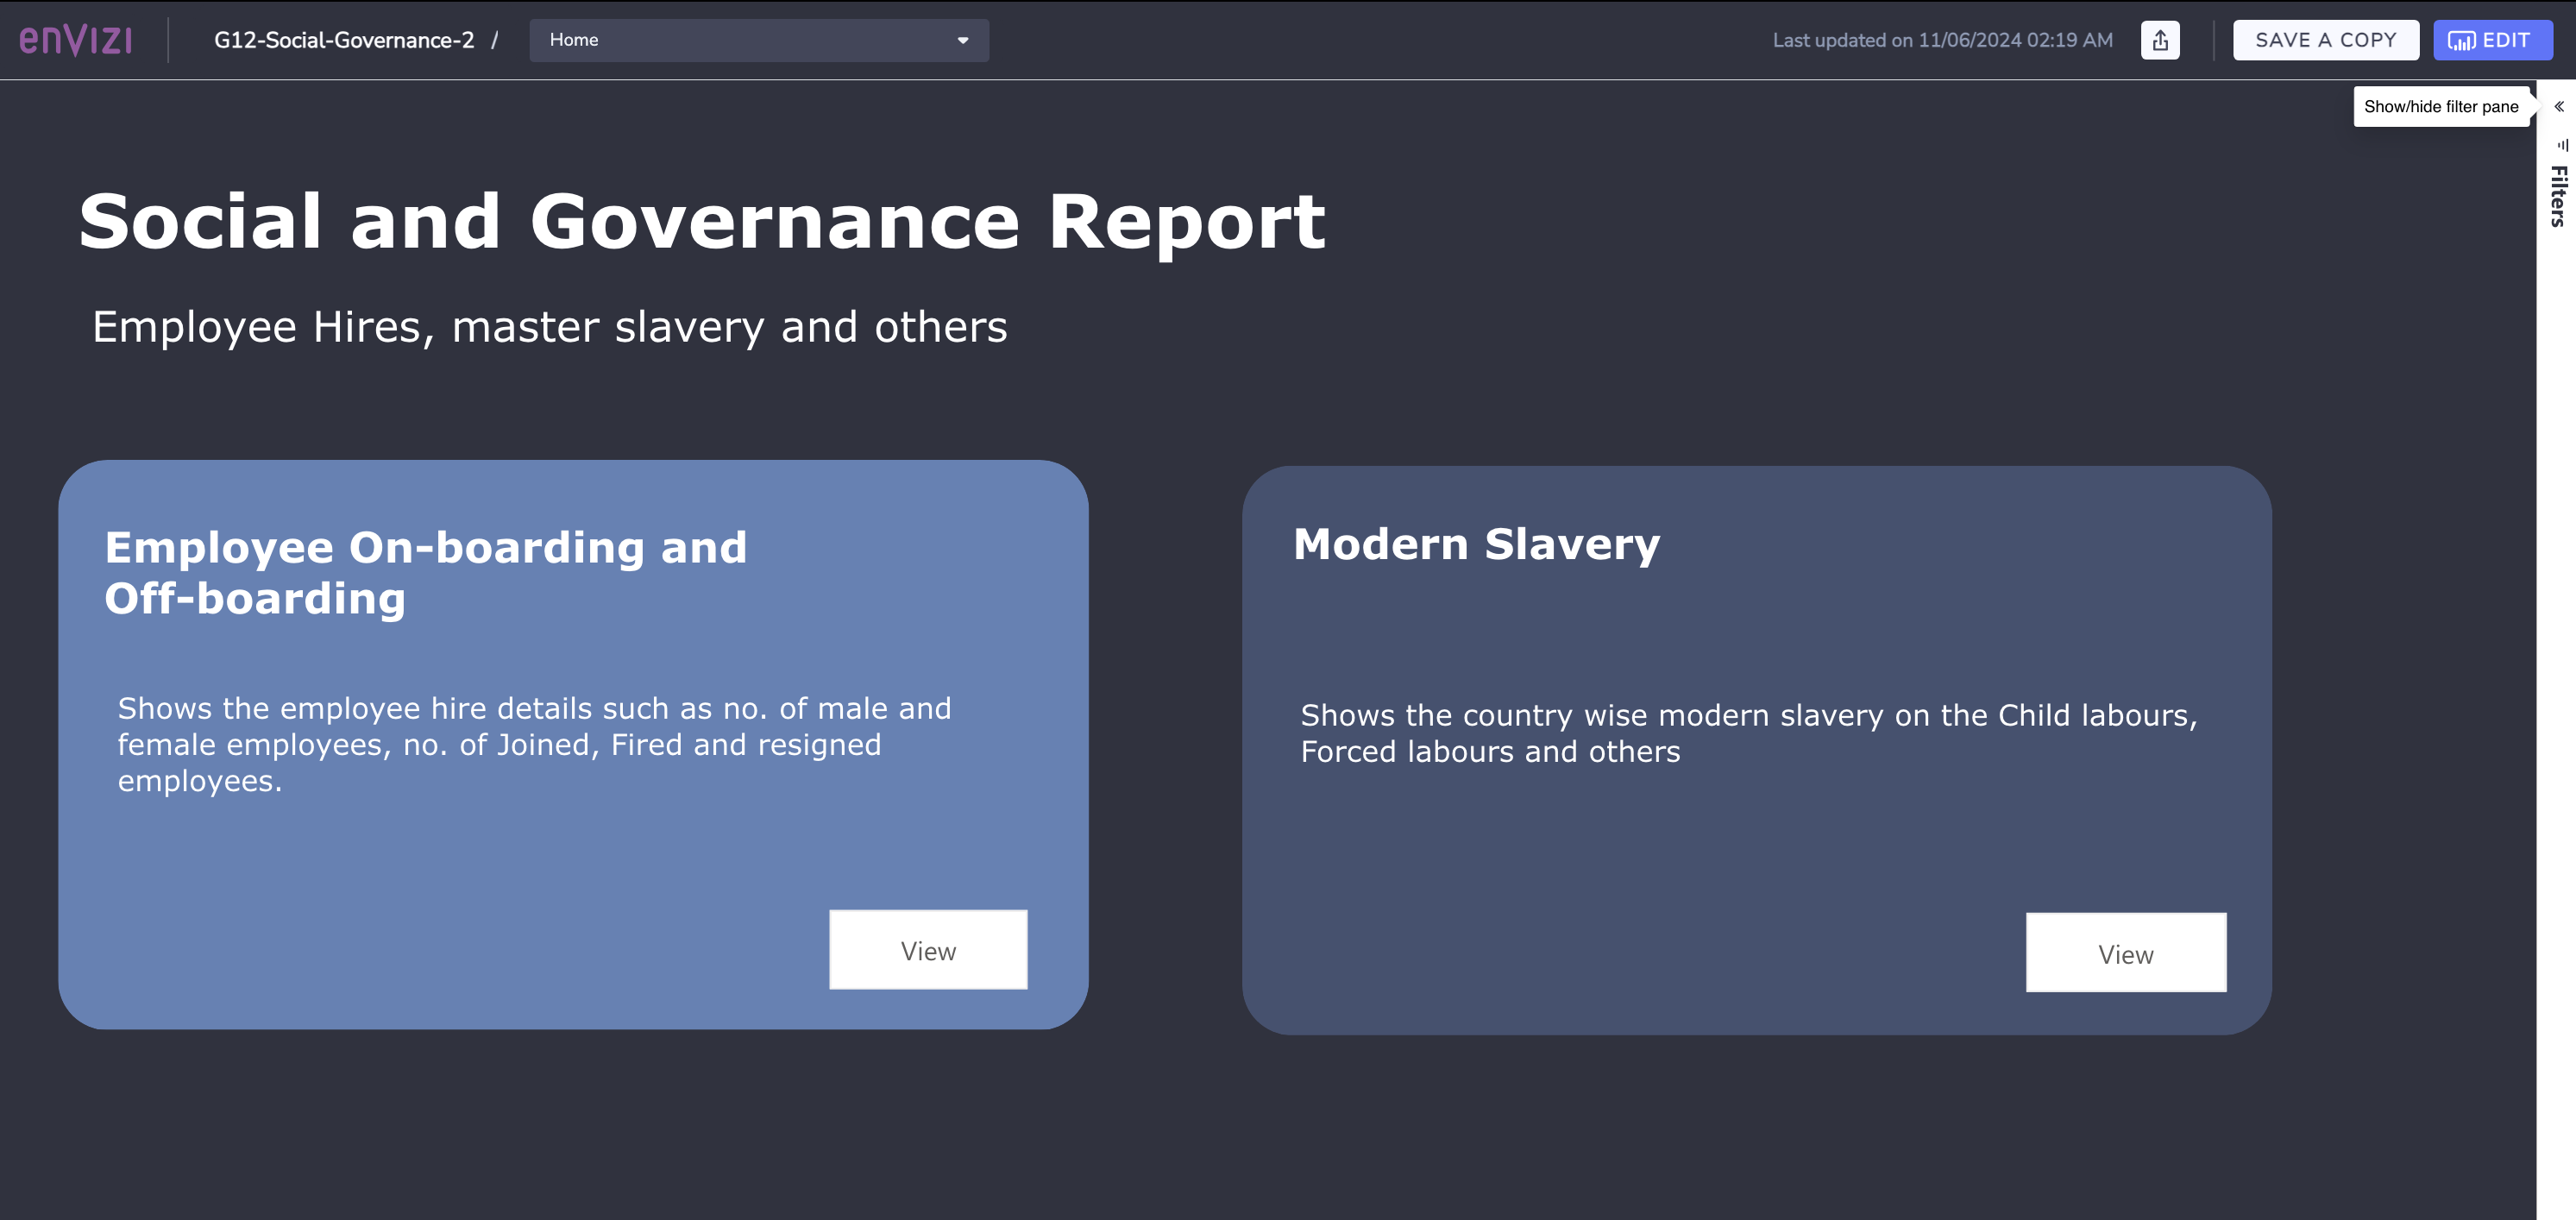 enVIZI
G12-Social-Governance-2 /
Home
Last updated on 11/06/2024 02:19 AM
SAVE A COPY
EDIT
Show/hide filter pane
Filters
Social and Governance Report
Employee Hires, master slavery and others
Employee On-boarding and
Off-boarding
Shows the employee hire details such as no. of male and
female employees, no. of Joined, Fired and resigned
employees.
View
Modern Slavery
Shows the country wise modern slavery on the Child labours,
Forced labours and others
View